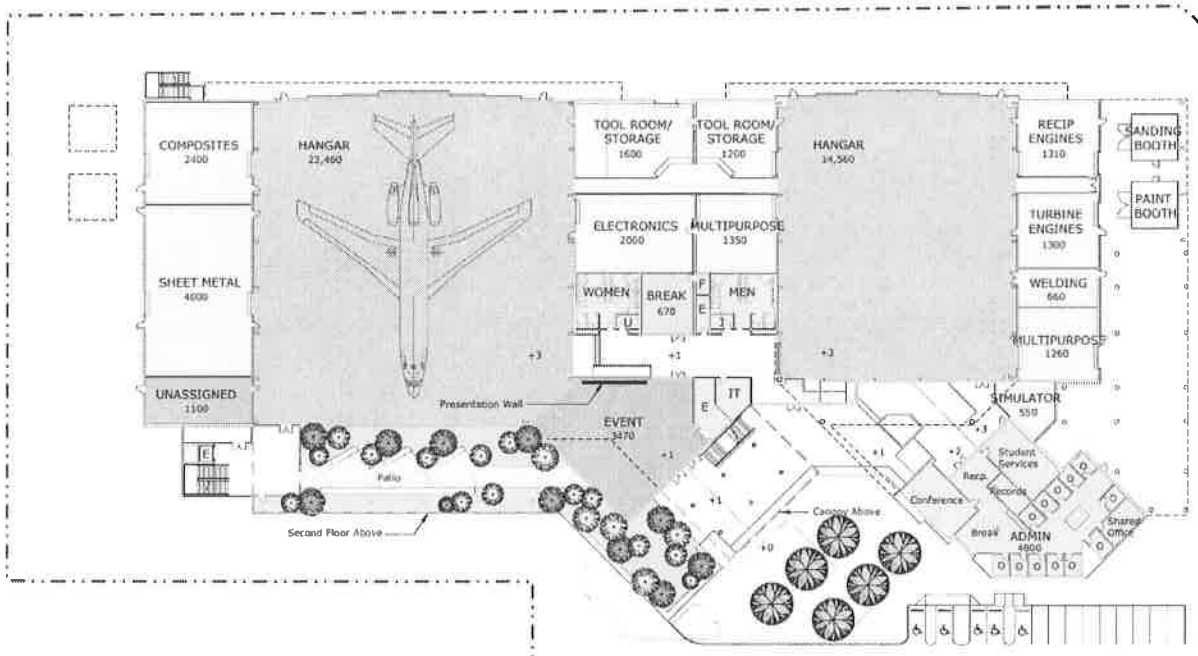 COMPOSITES
2400
HANGAR
23,460
TOOL ROOM/
STORAGE
1600
TOOL ROOM/
STORAGE
1200
HANGAR
14,560
RECIP
ENGINES
1310
SANDING
BOOTH
PAINT
BOOTH
SHEET METAL
4000
ELECTRONICS
2000
MULTIPURPOSE
1350
TURBINE
ENGINES
1300
WOMEN
BREAK
670
F
E
MEN
WELDING
660
MULTIPURPOSE
1260
UNASSIGNED
1100
+3
+1
+3
Presentation Wall
E
IT
EVENT
3470
+1
SIMULATOR
550
+3
E
Patio
Second Floor Above
+1
+1
+2
Student
Services
Recp.
Records
Conference
Break
ADMIN
4800
Shared
Office
Canopy Above
+0